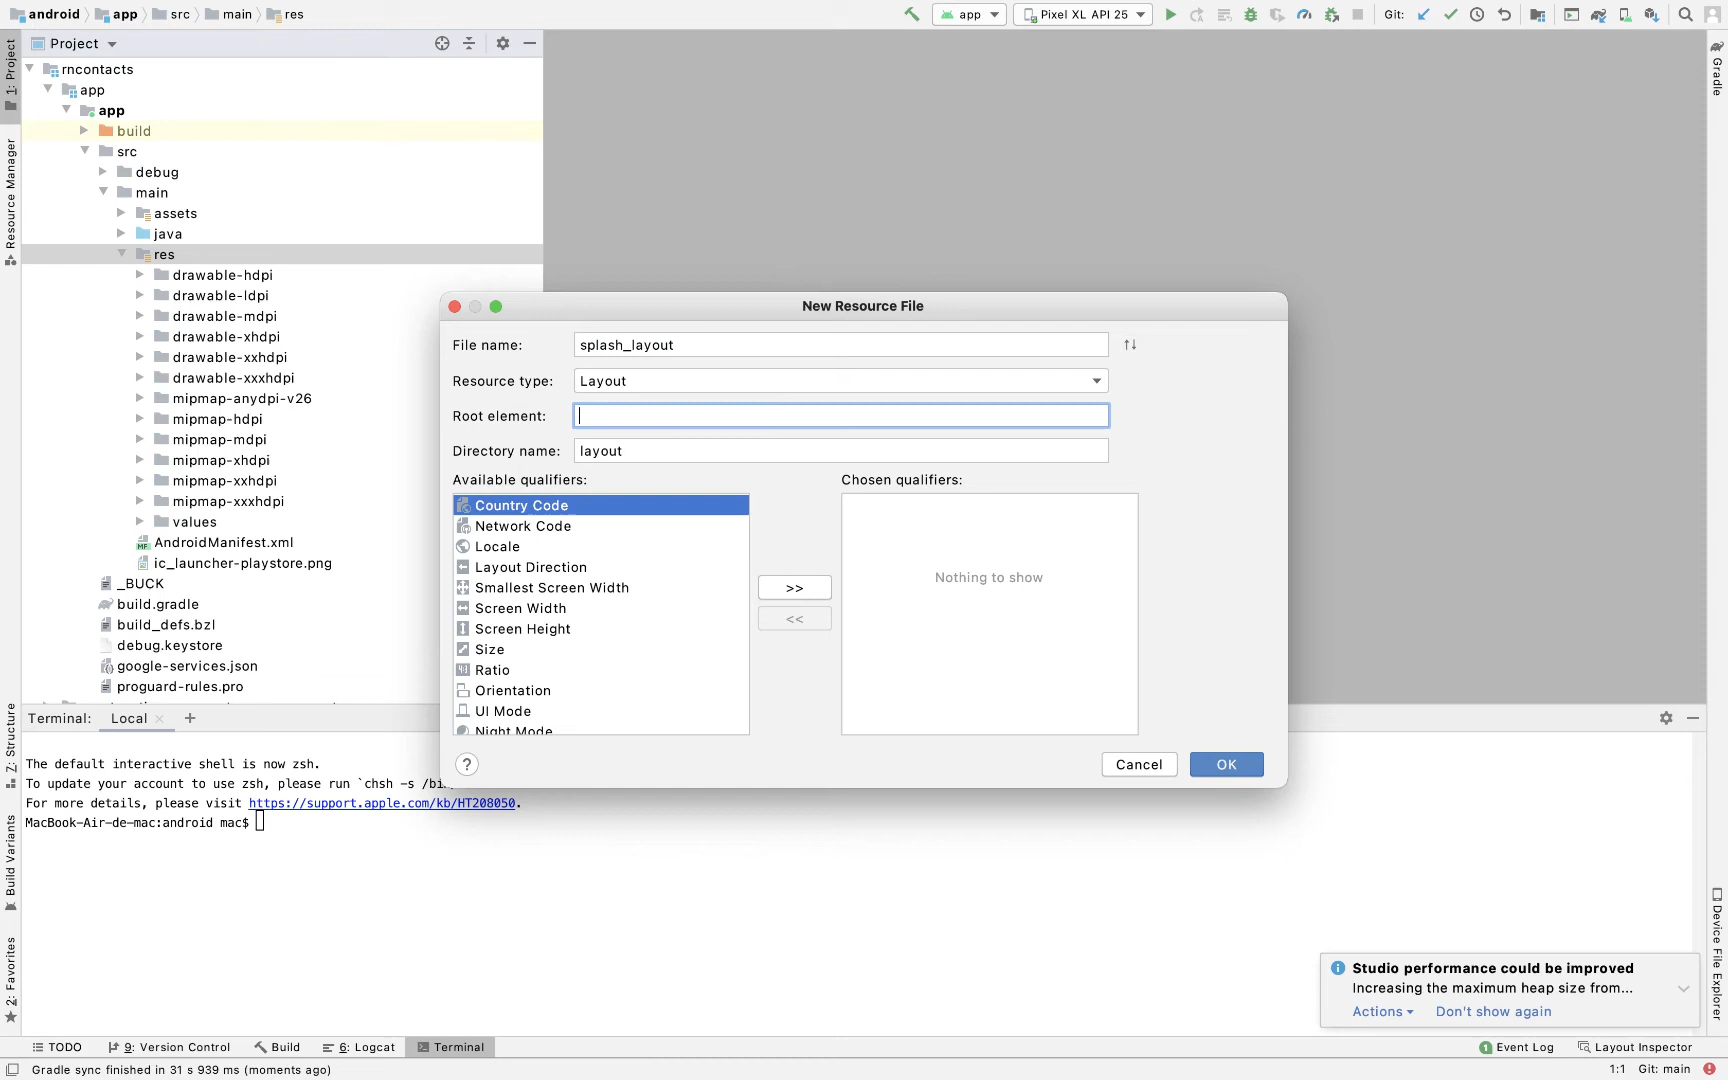 android app src main res
app Pixel XL API 25 Git:
1: Project
Resource Manager
Z: Structure
Build Variants
2: Favorites
Project
rncontacts
app
app
build
src
debug
main
assets
java
res
drawable-hdpi
drawable-ldpi
drawable-mdpi
drawable-xhdpi
drawable-xxhdpi
drawable-xxxhdpi
mipmap-anydpi-v26
mipmap-hdpi
mipmap-mdpi
mipmap-xhdpi
mipmap-xxhdpi
mipmap-xxxhdpi
values
AndroidManifest.xml
ic_launcher-playstore.png
_BUCK
build.gradle
build_defs.bzl
debug.keystore
google-services.json
proguard-rules.pro
New Resource File
File name: splash_layout
Resource type: Layout
Root element:
Directory name: layout
Available qualifiers:
Country Code
Network Code
Locale
Layout Direction
Smallest Screen Width
Screen Width
Screen Height
Size
Ratio
Orientation
UI Mode
Night Mode
>>
<<
Chosen qualifiers:
Nothing to show
?
Cancel OK
Gradle
Device File Explorer
Terminal: Local
The default interactive shell is now zsh.
To update your account to use zsh, please run `chsh -s /bin
For more details, please visit https://support.apple.com/kb/HT208050.
MacBook-Air-de-mac:android mac$
Studio performance could be improved
Increasing the maximum heap size from...
Actions Don't show again
TODO 9: Version Control Build 6: Logcat Terminal 1 Event Log Layout Inspector
Gradle sync finished in 31 s 939 ms (moments ago) 1:1 Git: main